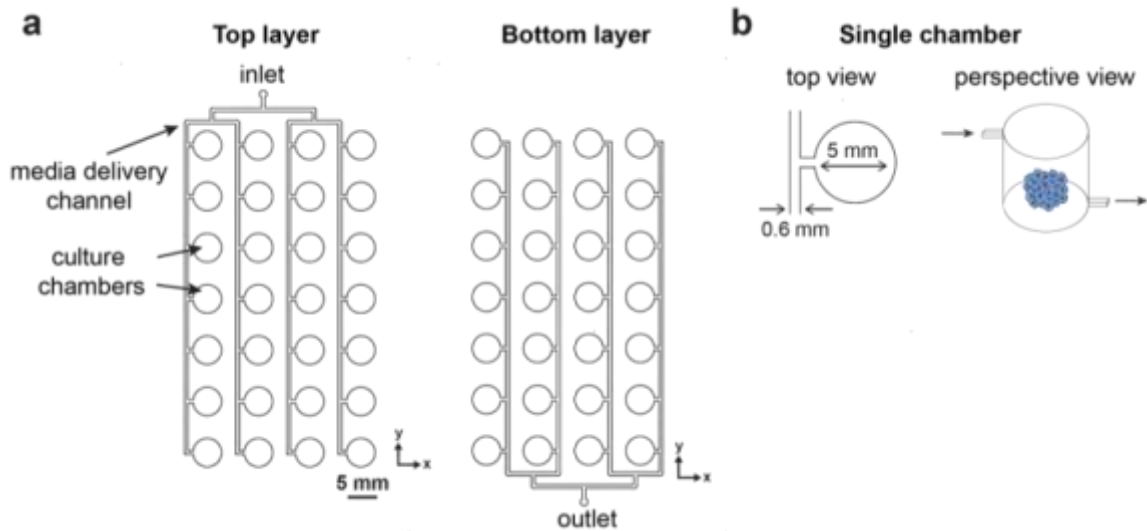 a
Top layer
Bottom layer
inlet
media delivery
channel
culture
chambers
y
x
5 mm
y
x
outlet
b
Single chamber
top view
perspective view
5 mm
0.6 mm